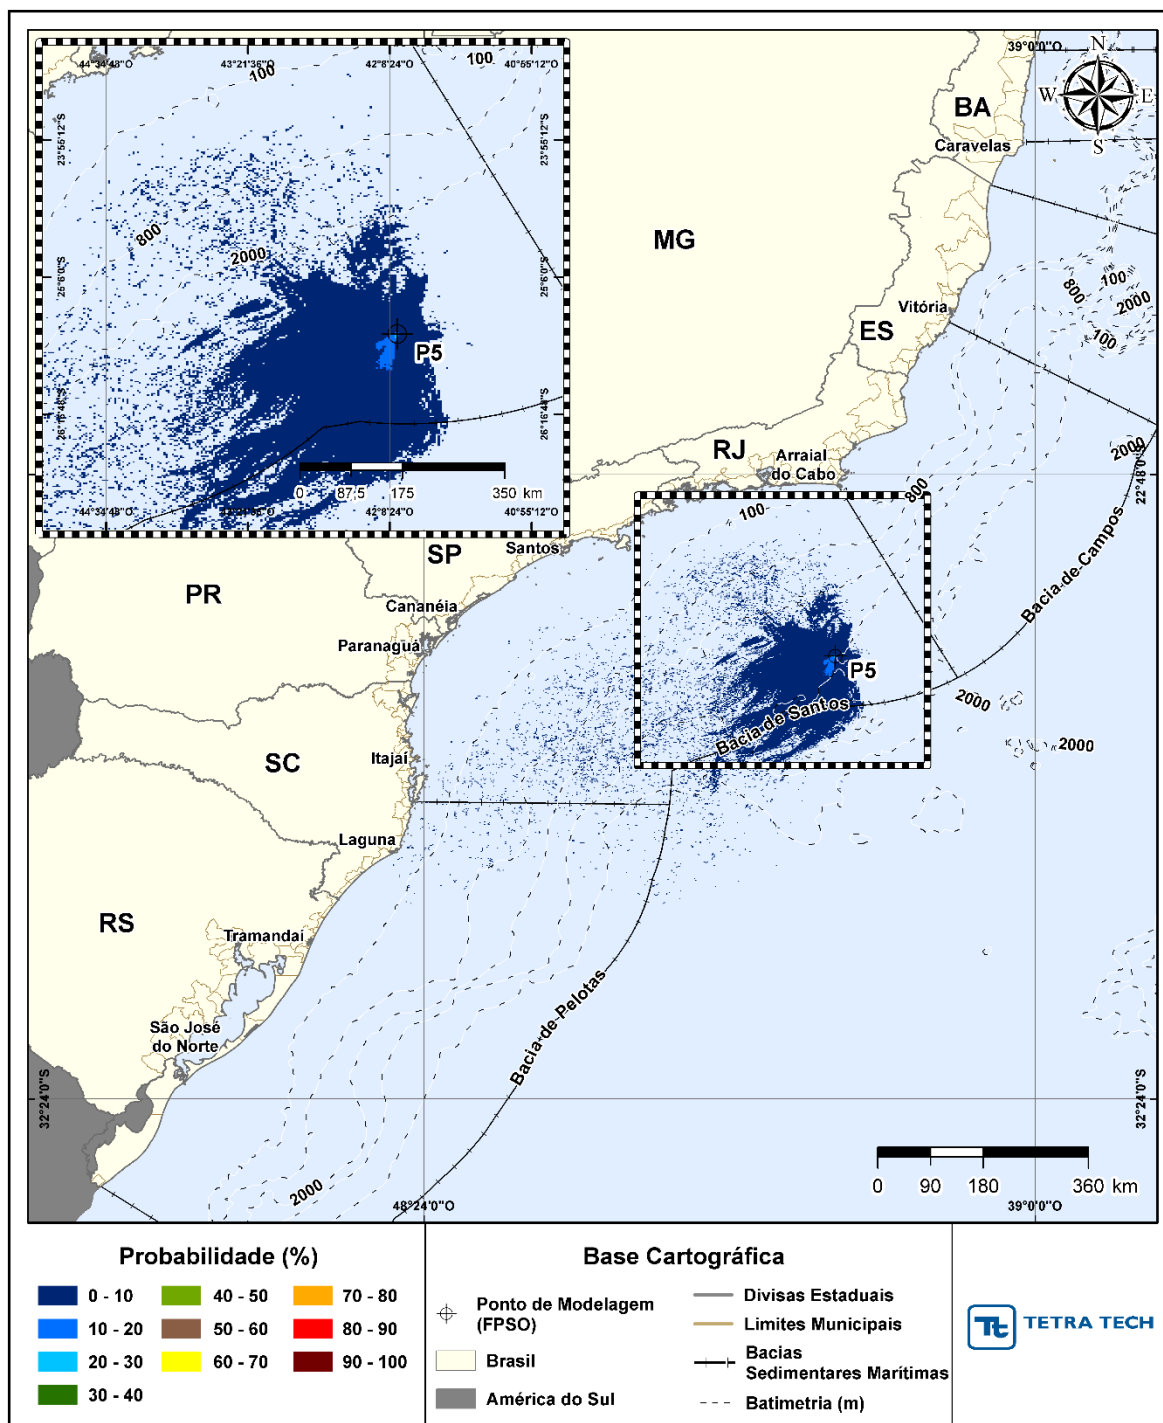 44°34'48"O
43°21'36"O
42°8'24"O
40°55'12"O
100
100
23°55'12"S
23°55'12"S
800
2000
25°6'0"S
25°6'0"S
P5
26°16'48"S
26°16'48"S
0 87,5 175 350 km
44°34'48"O
43°21'36"O
42°8'24"O
40°55'12"O
39°0'0"O
N
W E
S
BA
Caravelas
MG
800
100
2000
100
Vitória
ES
RJ
Arraial
do Cabo
2000
22°48'0"S
800
100
Bacia de Campos
SP
Santos
PR
Cananéia
Paranaguá
P5
2000
Bacia de Santos
2000
SC
Itajaí
Laguna
RS
Tramandaí
Bacia de Pelotas
São José
do Norte
32°24'0"S
32°24'0"S
2000
0 90 180 360 km
48°24'0"O
39°0'0"O
Probabilidade (%)
0 - 10
10 - 20
20 - 30
30 - 40
40 - 50
50 - 60
60 - 70
70 - 80
80 - 90
90 - 100
Base Cartográfica
Ponto de Modelagem
(FPSO)
Brasil
América do Sul
Divisas Estaduais
Limites Municipais
Bacias
Sedimentares Marítimas
Batimetria (m)
Tt
TETRA TECH